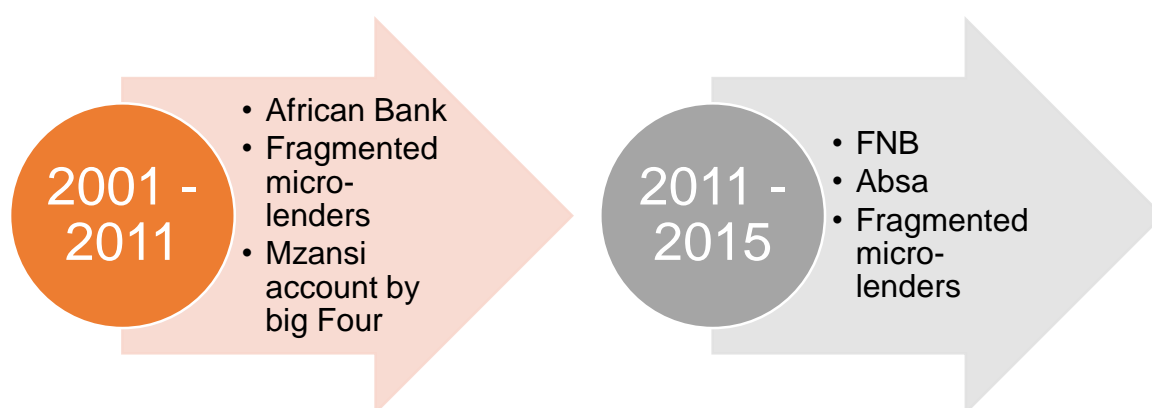 2001 -
2011
• African Bank
• Fragmented
micro-
lenders
• Mzansi
account by
big Four
2011 -
2015
• FNB
• Absa
• Fragmented
micro-
lenders